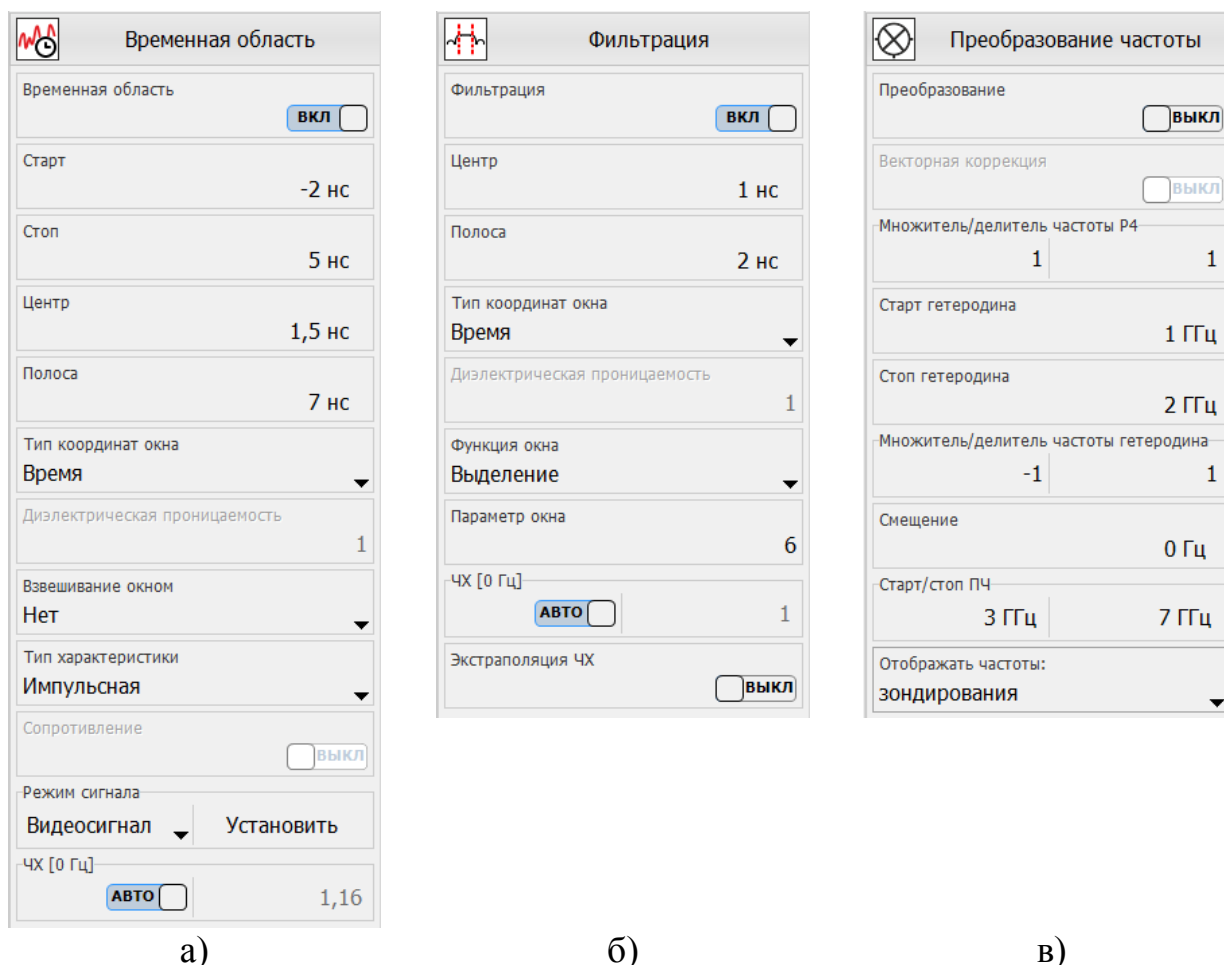 Временная область
Временная область
ВКЛ
Старт
-2 нс
Стоп
5 нс
Центр
1,5 нс
Полоса
7 нс
Тип координат окна
Время
Диэлектрическая проницаемость
1
Взвешивание окном
Нет
Тип характеристики
Импульсная
Сопротивление
ВЫКЛ
Режим сигнала
Видеосигнал Установить
ЧХ [0 Гц]
АВТО 1,16
а)
Фильтрация
Фильтрация
ВКЛ
Центр
1 нс
Полоса
2 нс
Тип координат окна
Время
Диэлектрическая проницаемость
1
Функция окна
Выделение
Параметр окна
6
ЧХ [0 Гц]
АВТО 1
Экстраполяция ЧХ
ВЫКЛ
б)
Преобразование частоты
Преобразование
ВЫКЛ
Векторная коррекция
ВЫКЛ
Множитель/делитель частоты P4
1 1
Старт гетеродина
1 ГГц
Стоп гетеродина
2 ГГц
Множитель/делитель частоты гетеродина
-1 1
Смещение
0 Гц
Старт/стоп ПЧ
3 ГГц 7 ГГц
Отображать частоты:
зондирования
в)